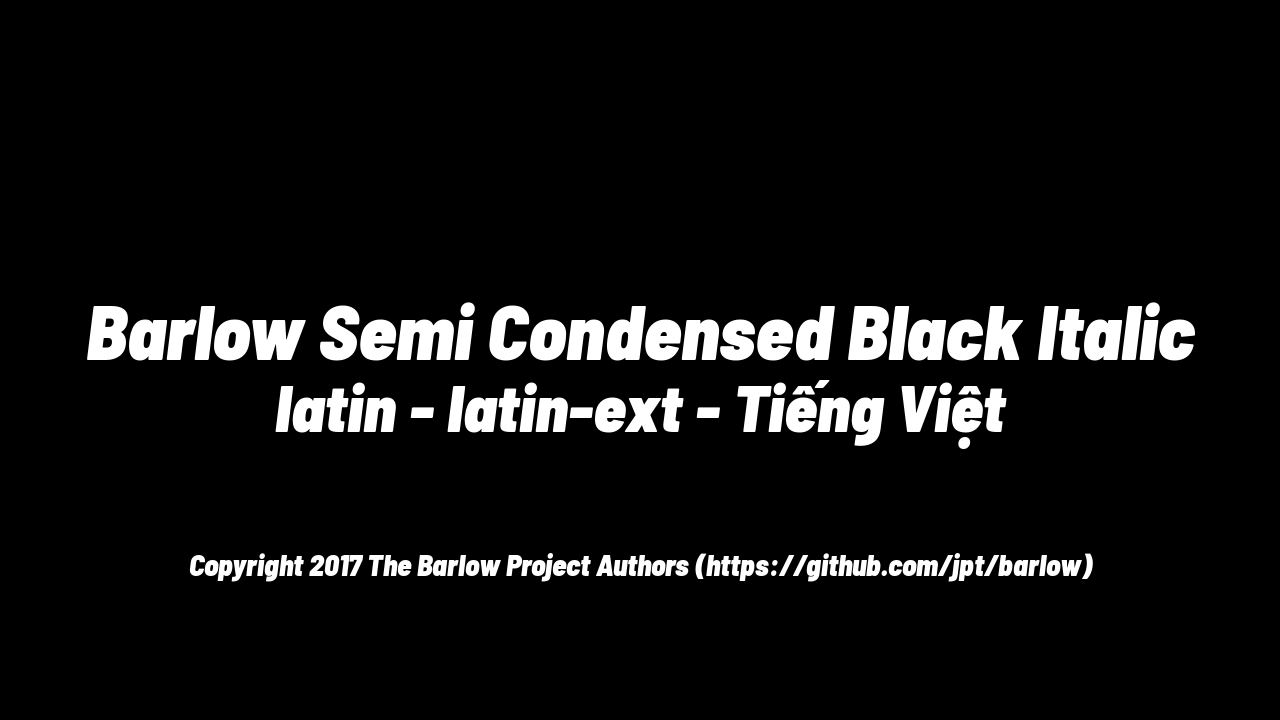 Barlow Semi Condensed Black Italic
latin - latin-ext - Tiếng Việt
Copyright 2017 The Barlow Project Authors (https://github.com/jpt/barlow)